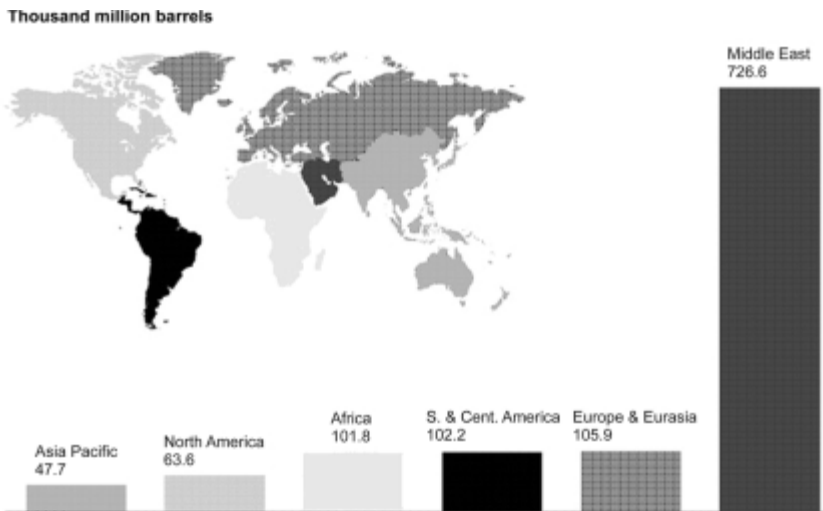 Thousand million barrels
Middle East
726.6
Africa
101.8
S. & Cent. America
102.2
Europe & Eurasia
105.9
North America
63.6
Asia Pacific
47.7